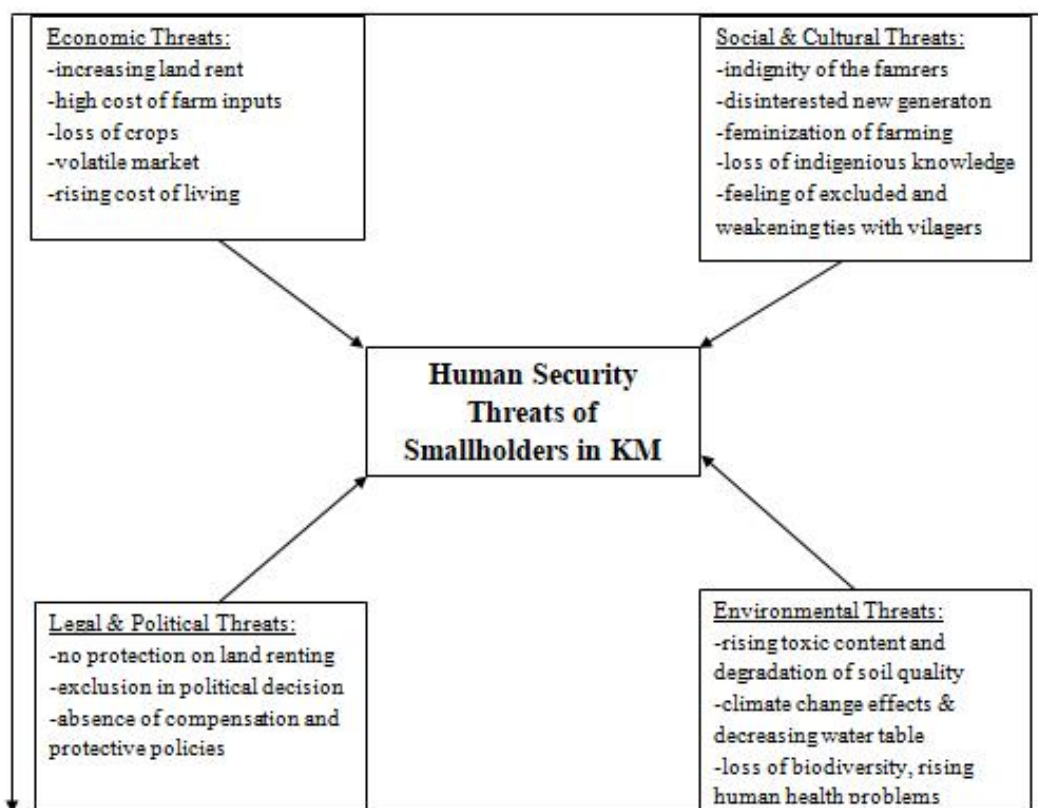 Economic Threats:
-increasing land rent
-high cost of farm inputs
-loss of crops
-volatile market
-rising cost of living
Social & Cultural Threats:
-indignity of the famrers
-disinterested new generaton
-feminization of farming
-loss of indigenious knowledge
-feeling of excluded and
weakening ties with vilagers
Human Security
Threats of
Smallholders in KM
Legal & Political Threats:
-no protection on land renting
-exclusion in political decision
-absence of compensation and
protective policies
Environmental Threats:
-rising toxic content and
degradation of soil quality
-climate change effects &
decreasing water table
-loss of biodiversity, rising
human health problems